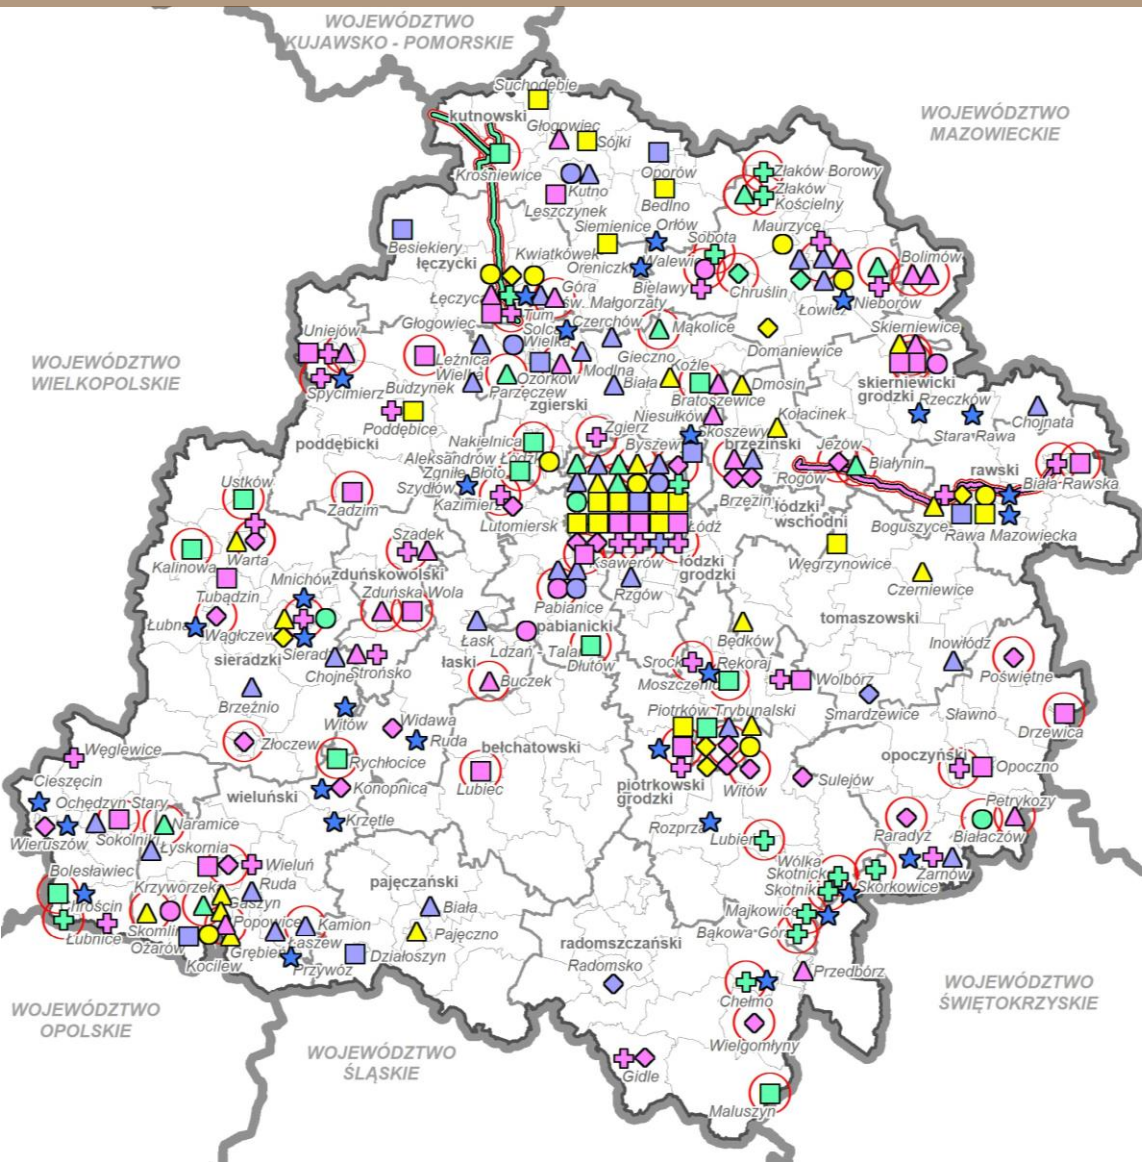 WOJEWÓDZTWO
KUJAWSKO - POMORSKIE
Suchodębie
kutnowski
Głogowiec
WOJEWÓDZTWO
MAZOWIECKIE
Sójki
Krośniewice
Oporów
Złaków Borowy
Kutno
Złaków
Kościelny
Leszczynek
Bedlno
Siemienice
Orłów
Maurzyce
Besiekiery
Kwiatkówek
Sobota
łęczycki
Oreniczki
Walewice
Bolimów
Bielawy
Chruślin
Łęczyca
Góra
św. Małgorzaty
Nieborów
Łowicz
Tum
Głogowiec
Solca
Wielka
Czerchów
Mąkolice
Uniejów
Skierniewice
WOJEWÓDZTWO
WIELKOPOLSKIE
Domaniewice
Leźnica
Wielka
Gieczno
Koźle
Modlna
Spycimierz
Budzynek
Ozorków
Biała
Dmosin
skierniewicki
grodzki
Parzęczew
Bratoszewice
Rzeczków
zgierski
Niesułków
Kołacinek
Chojnata
Poddębice
Zgierz
Skoszewy
Stara Rawa
poddębicki
Nakielnica
Byszewy
brzeziński
Jeżów
Aleksandrów Łódzki
Białynin
rawski
Zgniłe Błoto
Ustków
Rogów
Biała Rawska
Szydłów
Kazimierz
Brzeziny
Zadzim
łódzki
wschodni
Boguszyce
Lutomiersk
Łódź
Rawa Mazowiecka
Szadek
Warta
Kalinowa
Ksawerów
łódzki
grodzki
Węgrzynowice
Mnichów
zduńskowolski
Czerniewice
Tubądzin
Zduńska Wola
Rzgów
Pabianice
tomaszowski
Łubna
Wągłczew
Łask
pabianicki
Będków
sieradzki
Sieradz
Ldzań - Talar
Inowłódz
Chojne
Strońsko
łaski
Dłutów
Srock
Rękoraj
Poświętne
Buczek
Moszczenica
Wolbórz
Brzeźnio
Smardzewice
Sławno
Witów
Widawa
Piotrków Trybunalski
Drzewica
Złoczew
Ruda
bełchatowski
Węglewice
opoczyński
Rychłocice
Opoczno
Cieszęcin
Lubiec
piotrkowski
grodzki
Sulejów
wieluński
Konopnica
Witów
Ochędzyn Stary
Petrykozy
Krzętle
Rozprza
Wieruszów
Sokolniki
Naramice
Lubień
Paradyż
Białaczów
Łyskornia
Bolesławiec
Wieluń
Wólka
Skotnicka
Żarnów
Krzyworzeka
Ruda
pajęczański
Skotniki
Skórkowice
Chróścin
Gaszyn
Biała
Majkowice
Skomlin
Popowice
Kamion
Łubnice
Pajęczno
Bąkowa Góra
Ożarów
Grębień
Łaszew
radomszczański
Kocilew
Przywóz
Działoszyn
Radomsko
Przedbórz
WOJEWÓDZTWO
ŚWIĘTOKRZYSKIE
Chełmo
WOJEWÓDZTWO
OPOLSKIE
Wielgomłyny
WOJEWÓDZTWO
ŚLĄSKIE
Gidle
Maluszyn